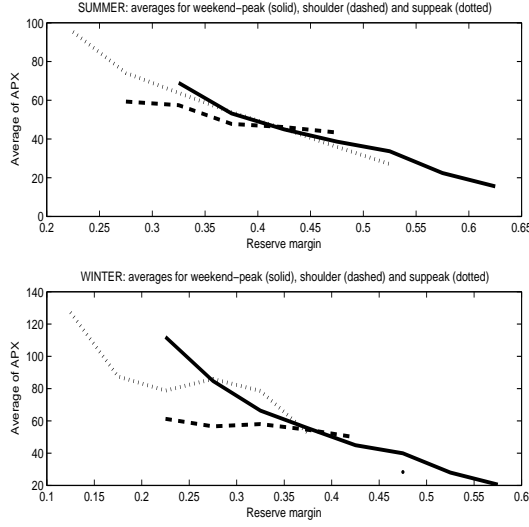 SUMMER: averages for weekend−peak (solid), shoulder (dashed) and suppeak (dotted)
100
80
60
40
20
0
Average of APX
0.2 0.25 0.3 0.35 0.4 0.45 0.5 0.55 0.6 0.65
Reserve margin
WINTER: averages for weekend−peak (solid), shoulder (dashed) and suppeak (dotted)
140
120
100
80
60
40
20
Average of APX
0.1 0.15 0.2 0.25 0.3 0.35 0.4 0.45 0.5 0.55 0.6
Reserve margin